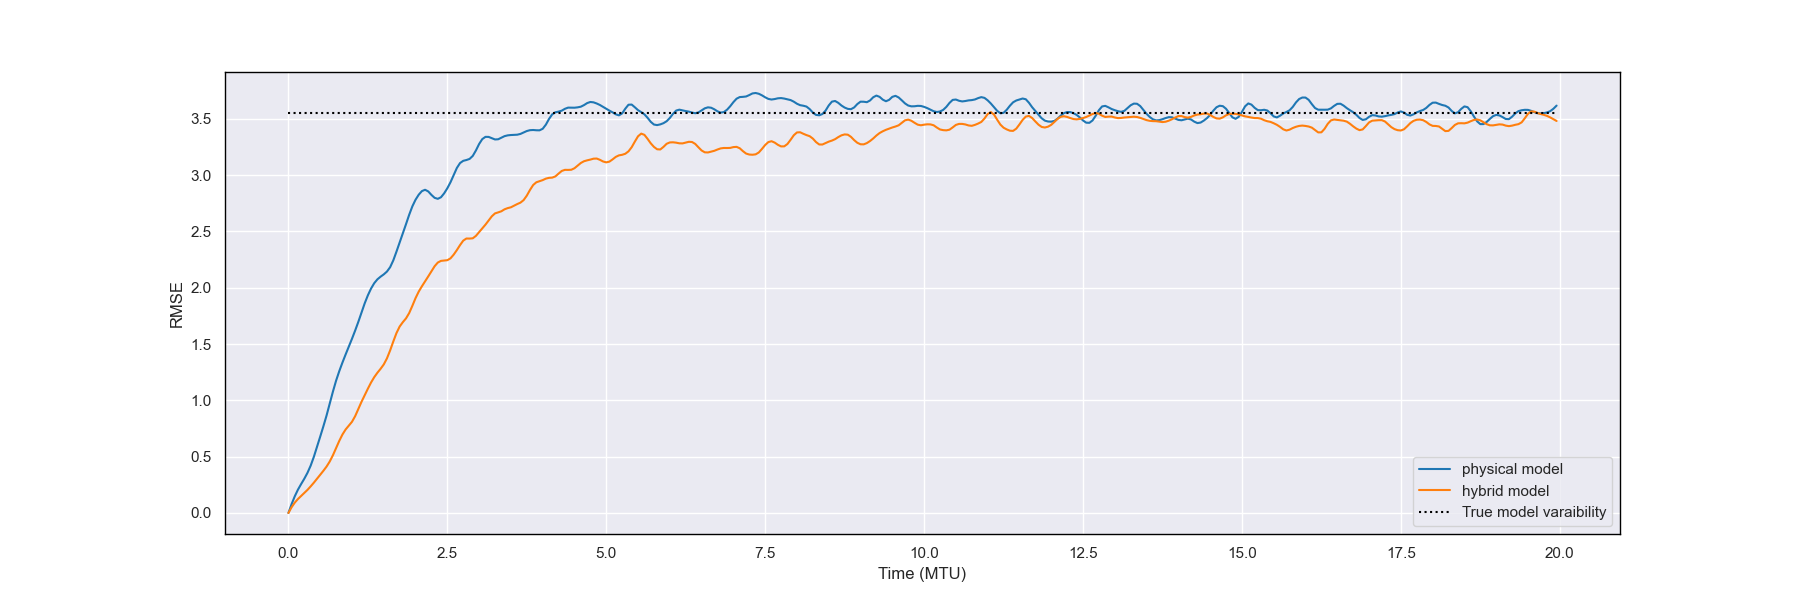 3.5
3.0
2.5
2.0
1.5
1.0
0.5
0.0
RMSE
0.0 2.5 5.0 7.5 10.0 12.5 15.0 17.5 20.0
Time (MTU)
physical model
hybrid model
True model varaibility